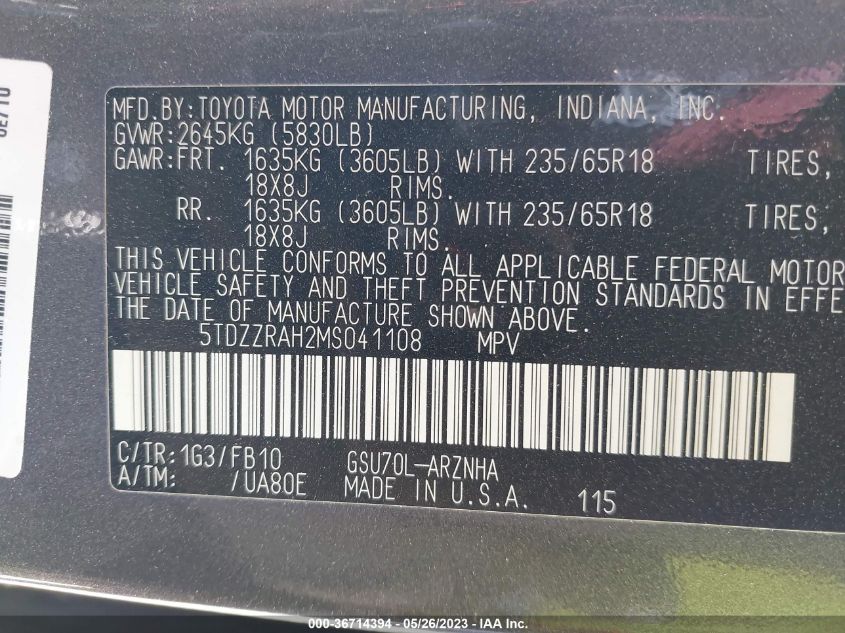 MFD.BY:TOYOTA MOTOR MANUFACTURING, INDIANA, INC.
GVWR:2645KG (5830LB)
GAWR:FRT. 1635KG (3605LB) WITH 235/65R18 TIRES,
18X8J RIMS.
RR. 1635KG (3605LB) WITH 235/65R18 TIRES,
18X8J RIMS.
THIS VEHICLE CONFORMS TO ALL APPLICABLE FEDERAL MOTOR
VEHICLE SAFETY AND THEFT PREVENTION STANDARDS IN EFFE
THE DATE OF MANUFACTURE SHOWN ABOVE.
5TDZZRAH2MS041108 MPV
C/TR:1G3/FB10 GSU70L-ARZNHA
A/TM: /UA80E MADE IN U.S.A. 115
000-36714394 - 05/26/2023 - IAA Inc.